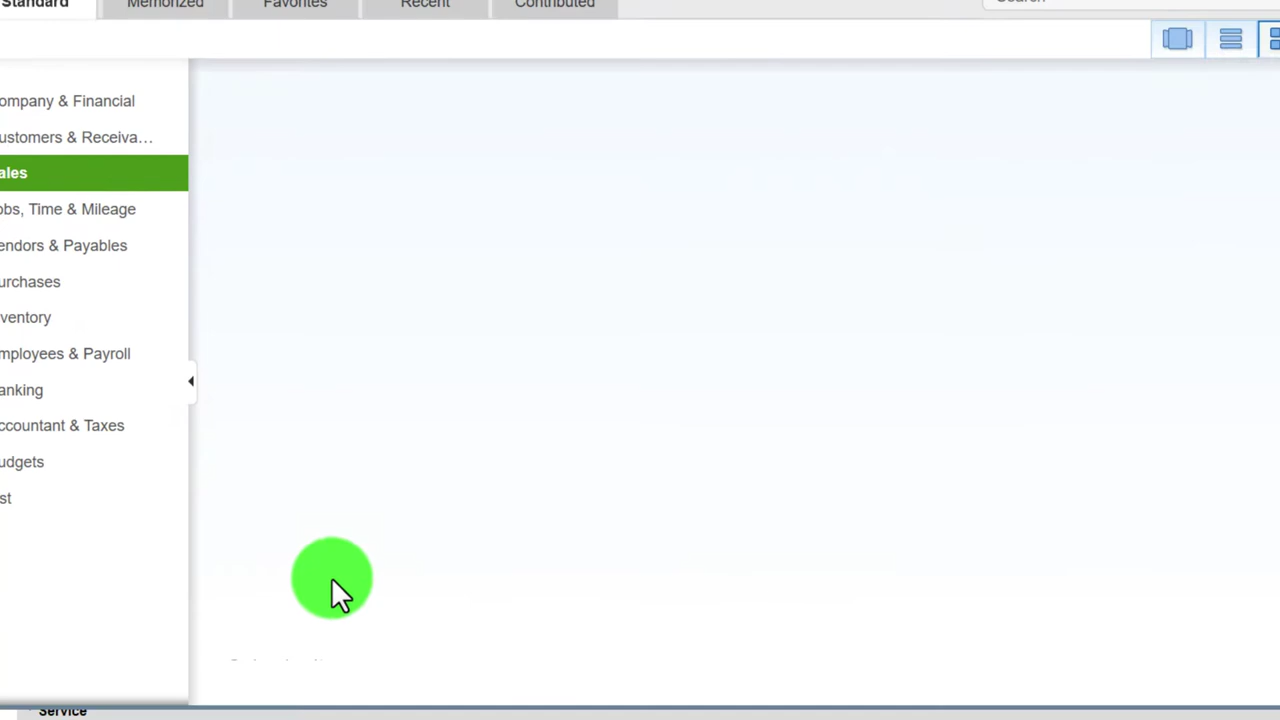 Standard Memorized Favorites Recent Contributed Search
ompany & Financial
ustomers & Receiva…
ales
obs, Time & Mileage
endors & Payables
urchases
ventory
mployees & Payroll
anking
ccountant & Taxes
udgets
st
Service